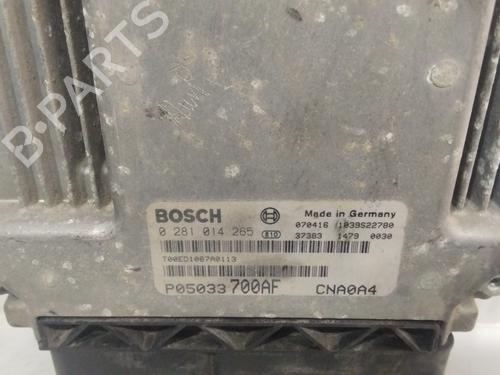 B-PARTS
BOSCH
Made in Germany
0 281 014 265
070416 1039S22780
37383 1479 0030
T00ED1067A0113
P05033700AF CNA0A4